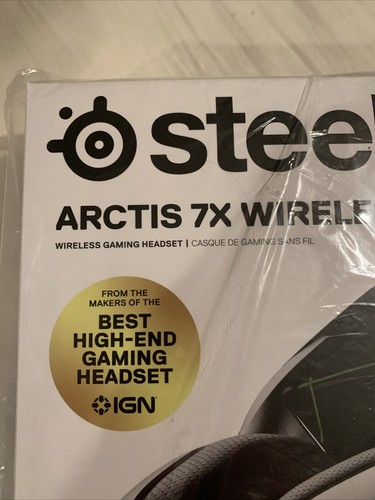 steel
ARCTIS 7X WIRELE
WIRELESS GAMING HEADSET | CASQUE DE GAMING SANS FIL
FROM THE
MAKERS OF THE
BEST
HIGH-END
GAMING
HEADSET
IGN